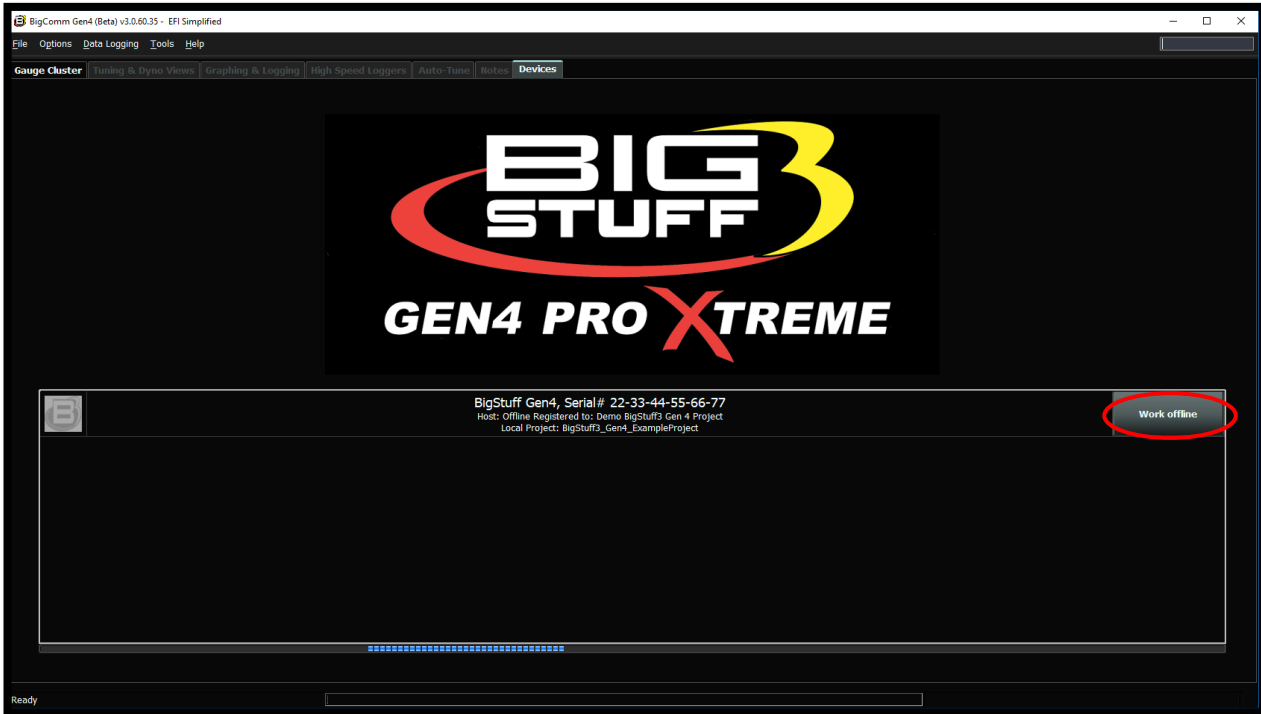 BigComm Gen4 (Beta) v3.0.60.35 - EFI Simplified
File Options Data Logging Tools Help
Gauge Cluster Tuning & Dyno Views Graphing & Logging High Speed Loggers Auto-Tune Notes Devices
BIG 3
STUFF
GEN4 PRO XTREME
BigStuff Gen4, Serial# 22-33-44-55-66-77
Host: Offline Registered to: Demo BigStuff3 Gen 4 Project
Local Project: BigStuff3_Gen4_ExampleProject
Work offline
Ready